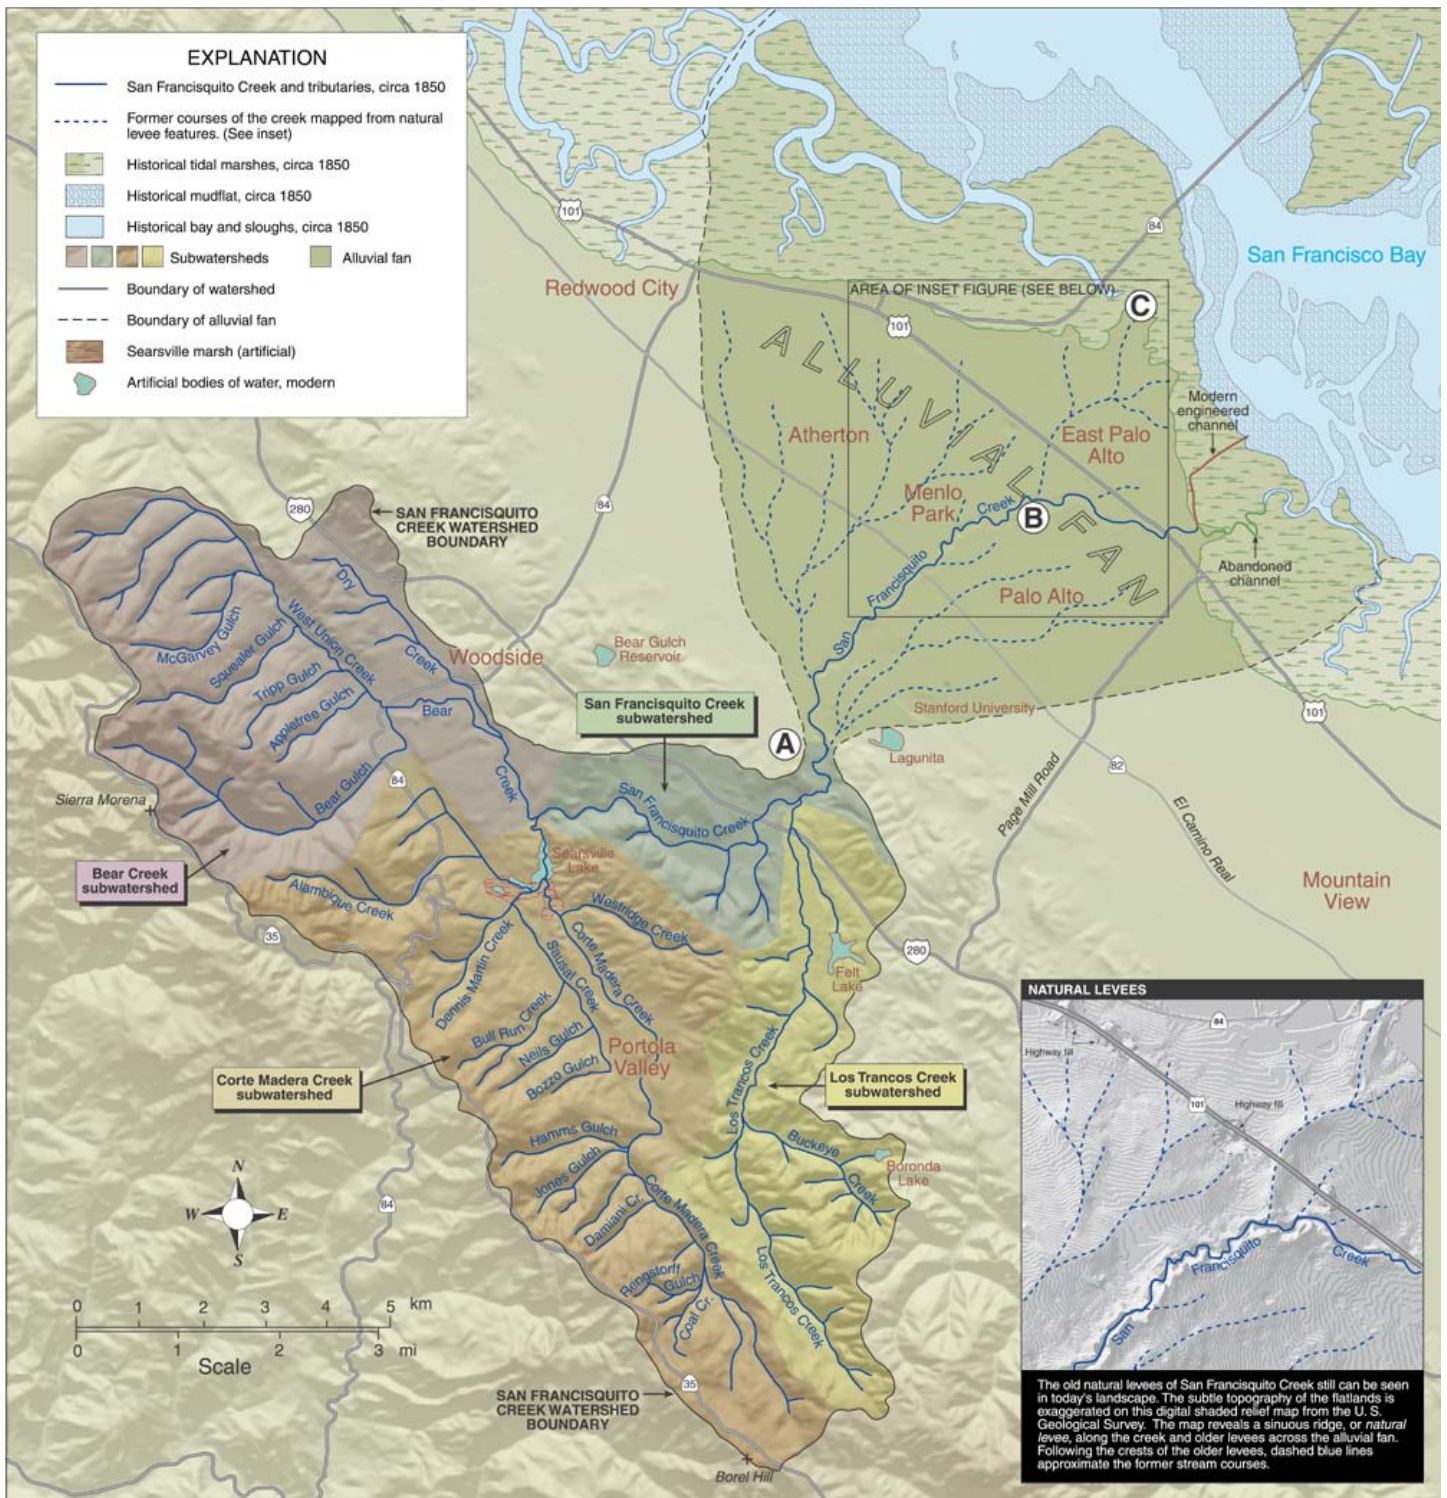 EXPLANATION
San Francisquito Creek and tributaries, circa 1850
Former courses of the creek mapped from natural
levee features. (See inset)
Historical tidal marshes, circa 1850
Historical mudflat, circa 1850
Historical bay and sloughs, circa 1850
Subwatersheds
Alluvial fan
Boundary of watershed
Boundary of alluvial fan
Searsville marsh (artificial)
Artificial bodies of water, modern
101
84
San Francisco Bay
Redwood City
AREA OF INSET FIGURE (SEE BELOW)
C
101
ALLUVIAL FAN
Atherton
East Palo
Alto
Modern
engineered
channel
Menlo
Park
Creek
B
Francisquito
San
Palo Alto
Abandoned
channel
280
SAN FRANCISQUITO
CREEK WATERSHED
BOUNDARY
84
Dry
Creek
West Union Creek
McGarvey Gulch
Squealer Gulch
Tripp Gulch
Appletree Gulch
Bear Gulch
Woodside
Bear Gulch
Reservoir
Bear
Creek
San Francisquito Creek
subwatershed
Stanford University
A
Lagunita
101
82
Page Mill Road
El Camino Real
Mountain
View
84
Sierra Morena
San Francisquito Creek
Searsville
Lake
Bear Creek
subwatershed
Alambique Creek
35
Westridge Creek
Dennis Martin Creek
Sausal Creek
Corte Madera Creek
280
Felt
Lake
Bull Run Creek
Neils Gulch
Bozzo Gulch
Portola
Valley
Corte Madera Creek
subwatershed
Los Trancos Creek
Los Trancos Creek
subwatershed
Hamms Gulch
Jones Gulch
Damiani Cr.
Corte Madera Creek
Buckeye
Creek
Boronda
Lake
Rengstorff
Gulch
Coal Cr.
Los Trancos Creek
84
N
W
E
S
0 1 2 3 4 5 km
0 1 2 3 mi
Scale
35
SAN FRANCISQUITO
CREEK WATERSHED
BOUNDARY
Borel Hill
NATURAL LEVEES
84
Highway fill
101
Highway fill
Francisquito
Creek
San
The old natural levees of San Francisquito Creek still can be seen
in today's landscape. The subtle topography of the flatlands is
exaggerated on this digital shaded relief map from the U. S.
Geological Survey. The map reveals a sinuous ridge, or natural
levee, along the creek and older levees across the alluvial fan.
Following the crests of the older levees, dashed blue lines
approximate the former stream courses.